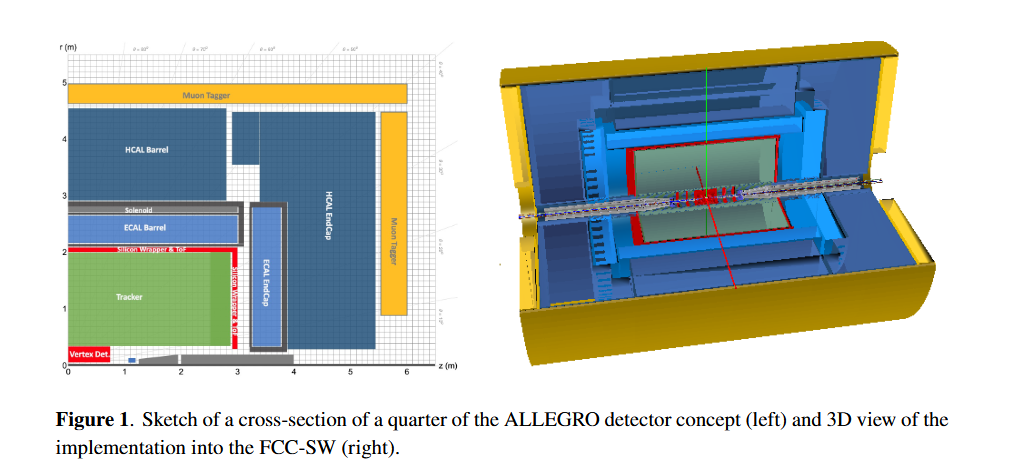 r (m)
5
Muon Tagger
4
HCAL Barrel
3
Solenoid
ECAL Barrel
Silicon Wrapper & ToF
2
Tracker
1
Vertex Det.
0
HCAL EndCap
Muon Tagger
ECAL EndCap
Silicon Wrapper & ToF
0 1 2 3 4 5 6
z (m)
Figure 1. Sketch of a cross-section of a quarter of the ALLEGRO detector concept (left) and 3D view of the
implementation into the FCC-SW (right).